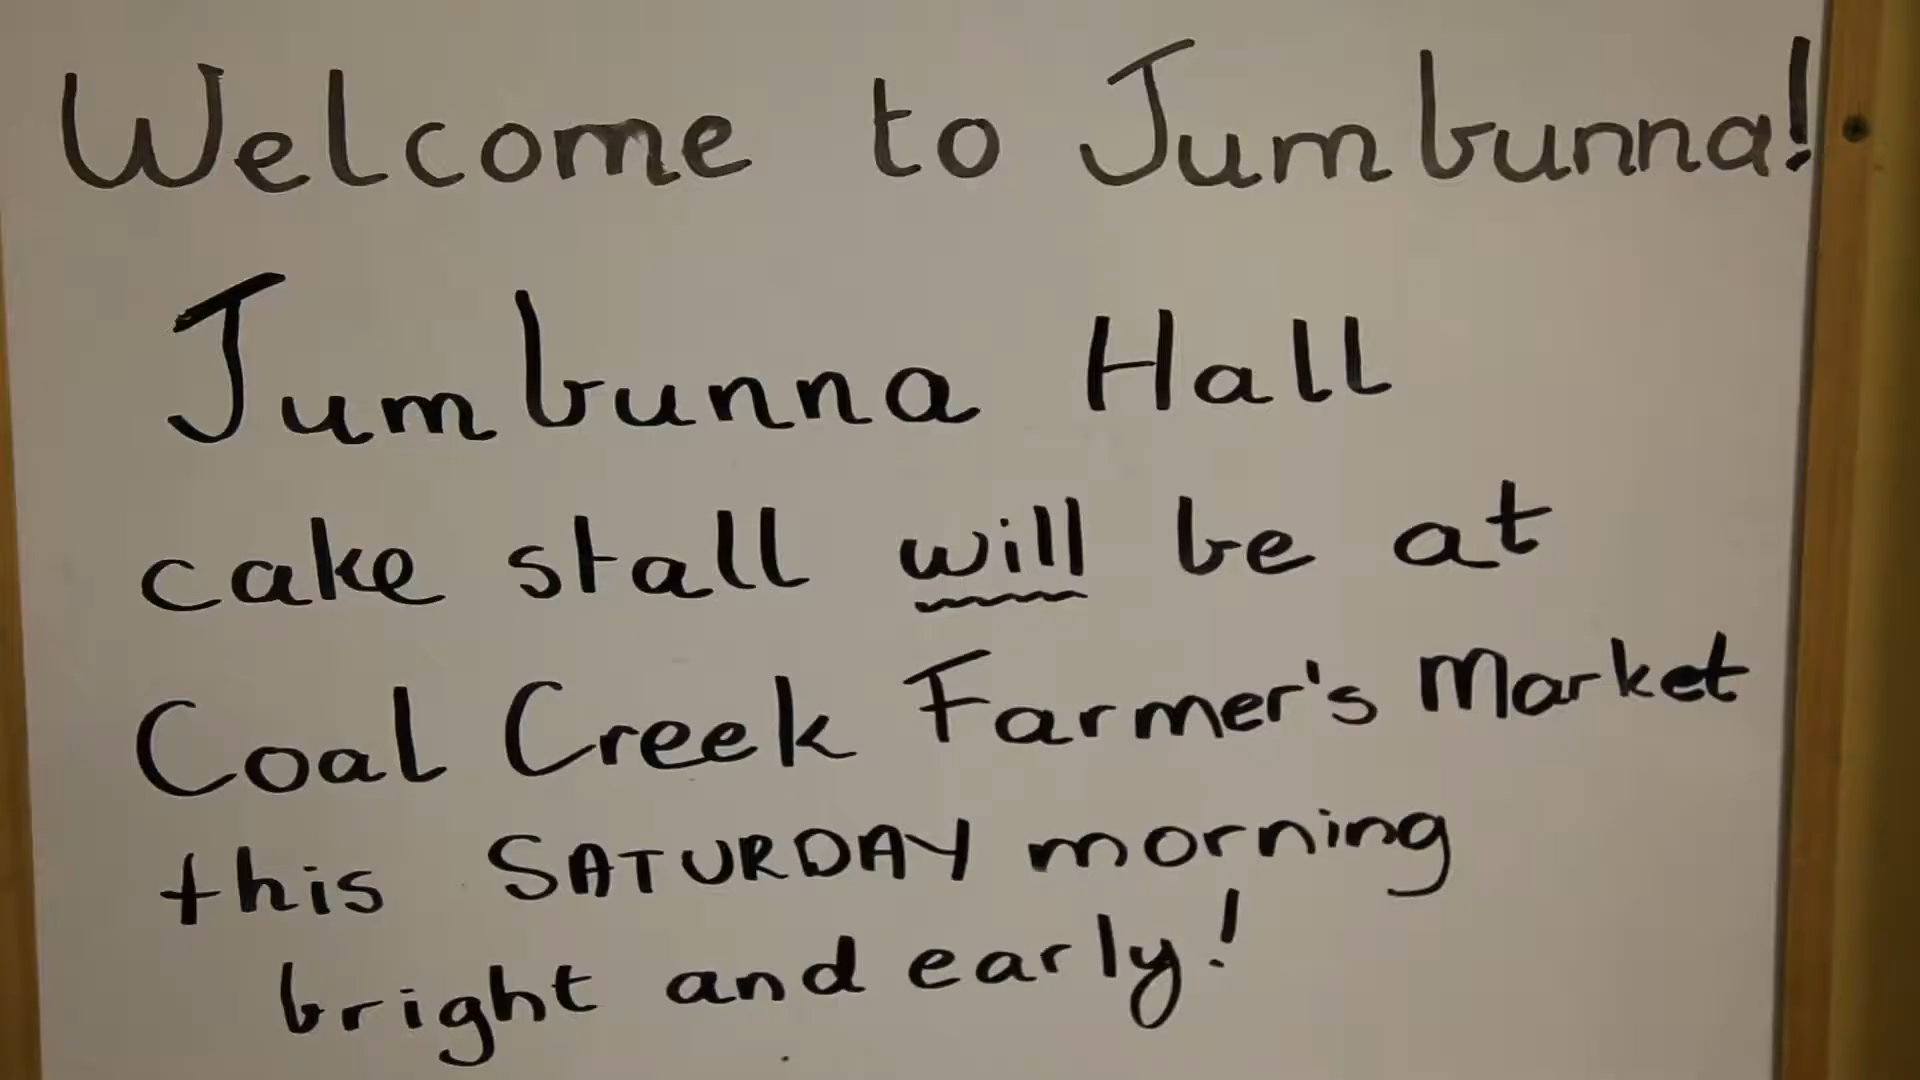 Welcome to Jumbunna!
Jumbunna Hall
cake stall will be at
Coal Creek Farmer's Market
this SATURDAY morning
bright and early!